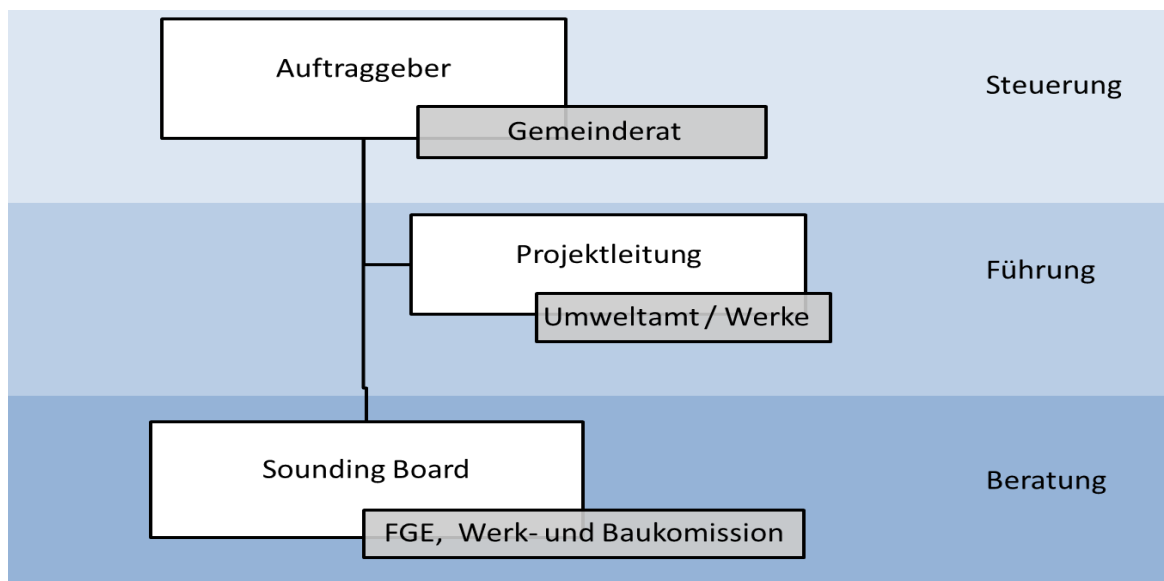 Auftraggeber
Steuerung
Gemeinderat
Projektleitung
Führung
Umweltamt / Werke
Sounding Board
Beratung
FGE, Werk- und Baukomission